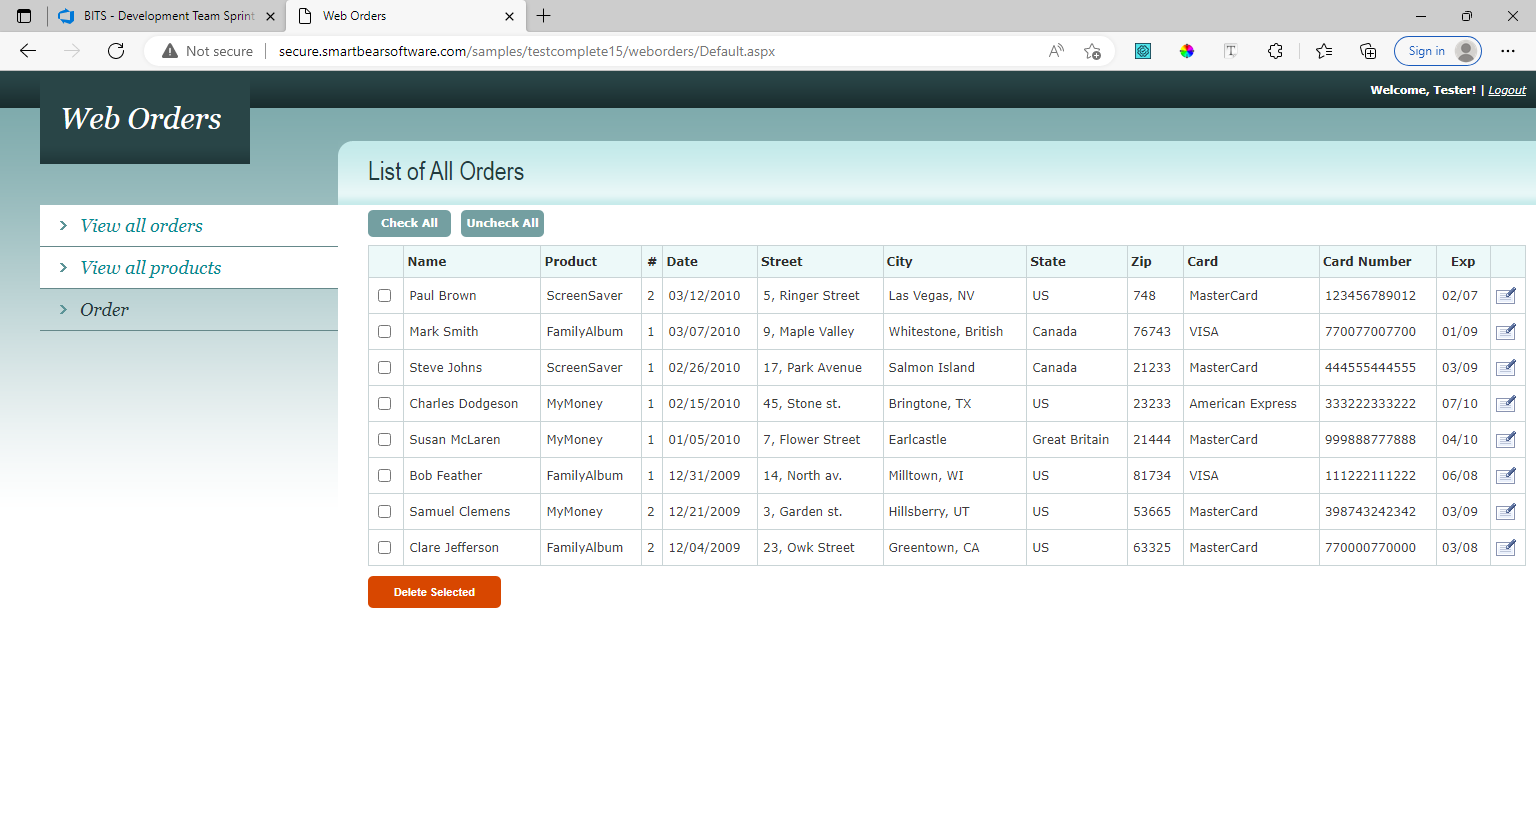 BITS - Development Team Sprint
Web Orders
Not secure secure.smartbearsoftware.com/samples/testcomplete15/weborders/Default.aspx Sign in
Welcome, Tester! | Logout
Web Orders
List of All Orders
View all orders
View all products
Order
Check All Uncheck All
Name Product # Date Street City State Zip Card Card Number Exp
Paul Brown ScreenSaver 2 03/12/2010 5, Ringer Street Las Vegas, NV US 748 MasterCard 123456789012 02/07
Mark Smith FamilyAlbum 1 03/07/2010 9, Maple Valley Whitestone, British Canada 76743 VISA 770077007700 01/09
Steve Johns ScreenSaver 1 02/26/2010 17, Park Avenue Salmon Island Canada 21233 MasterCard 444555444555 03/09
Charles Dodgeson MyMoney 1 02/15/2010 45, Stone st. Bringtone, TX US 23233 American Express 333222333222 07/10
Susan McLaren MyMoney 1 01/05/2010 7, Flower Street Earlcastle Great Britain 21444 MasterCard 999888777888 04/10
Bob Feather FamilyAlbum 1 12/31/2009 14, North av. Milltown, WI US 81734 VISA 111222111222 06/08
Samuel Clemens MyMoney 2 12/21/2009 3, Garden st. Hillsberry, UT US 53665 MasterCard 398743242342 03/09
Clare Jefferson FamilyAlbum 2 12/04/2009 23, Owk Street Greentown, CA US 63325 MasterCard 770000770000 03/08
Delete Selected